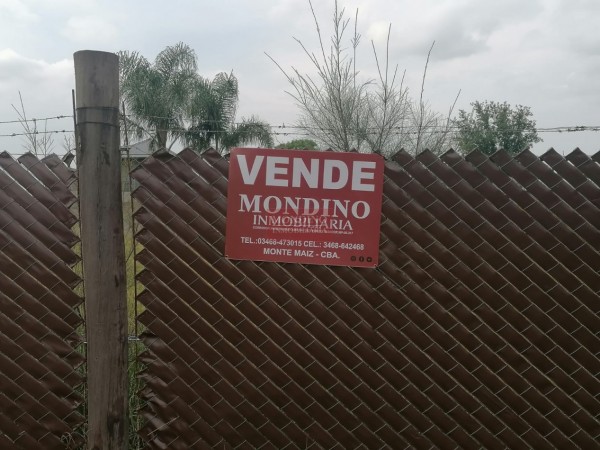 VENDE
MONDINO
INMOBILIARIA
TEL.:03468-473015 CEL.: 3468-642468
MONTE MAIZ - CBA.